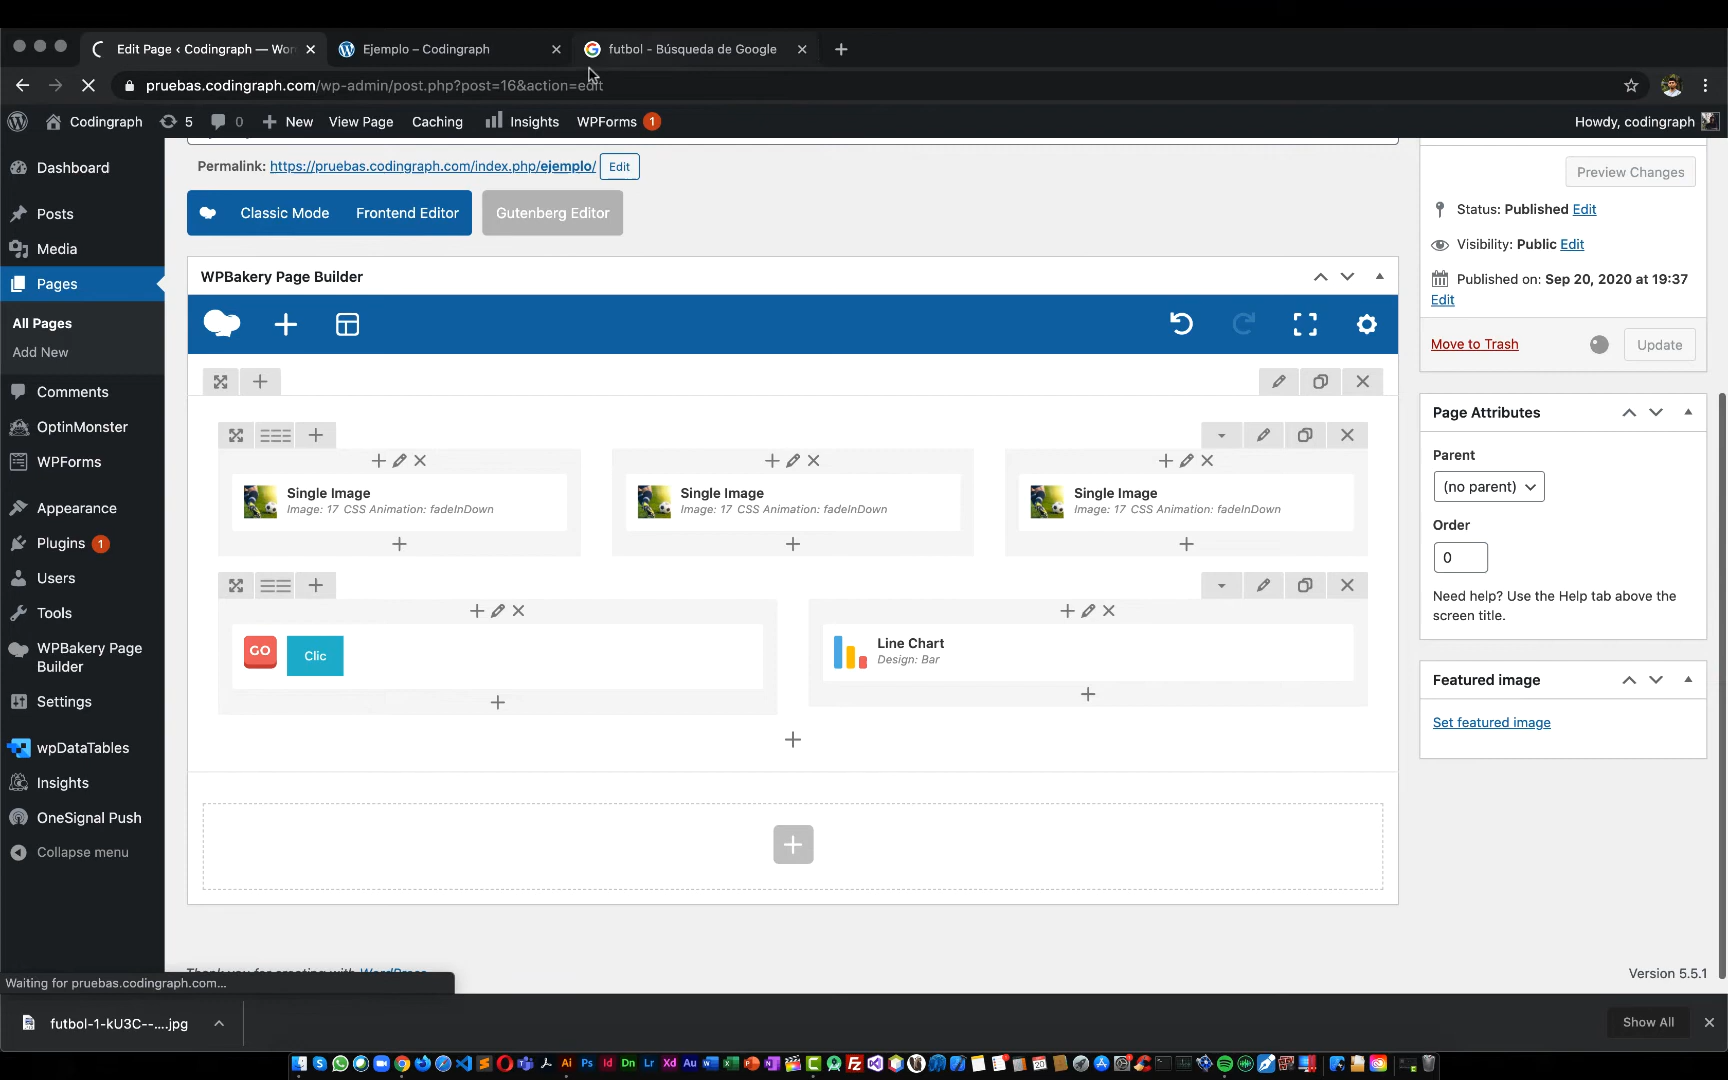 Edit Page ‹ Codingraph — Wor
Ejemplo – Codingraph
futbol - Búsqueda de Google
pruebas.codingraph.com/wp-admin/post.php?post=16&action=edit
Codingraph
5
0
New
View Page
Caching
Insights
WPForms 1
Howdy, codingraph
Dashboard
Posts
Media
Pages
All Pages
Add New
Comments
OptinMonster
WPForms
Appearance
Plugins 1
Users
Tools
WPBakery Page
Builder
Settings
wpDataTables
Insights
OneSignal Push
Collapse menu
Permalink: https://pruebas.codingraph.com/index.php/ejemplo/ Edit
Classic Mode
Frontend Editor
Gutenberg Editor
WPBakery Page Builder
Single Image
Image: 17 CSS Animation: fadeInDown
Single Image
Image: 17 CSS Animation: fadeInDown
Single Image
Image: 17 CSS Animation: fadeInDown
GO
Clic
Line Chart
Design: Bar
Preview Changes
Status: Published Edit
Visibility: Public Edit
Published on: Sep 20, 2020 at 19:37
Edit
Move to Trash
Update
Page Attributes
Parent
(no parent)
Order
0
Need help? Use the Help tab above the
screen title.
Featured image
Set featured image
Thank you for creating with WordPress
Version 5.5.1
Waiting for pruebas.codingraph.com...
futbol-1-kU3C--....jpg
Show All